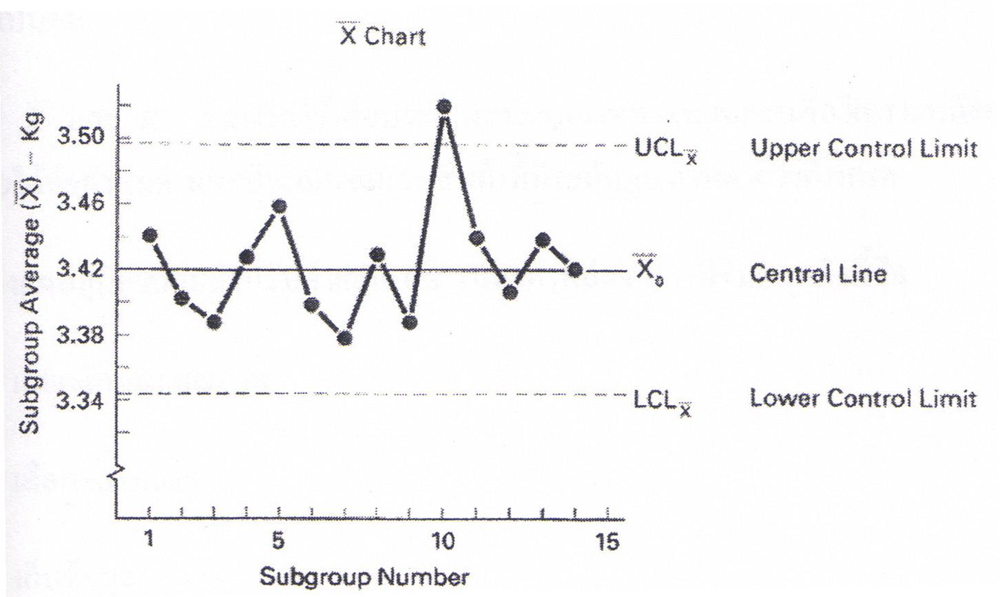 X̄ Chart
Subgroup Average (X̄) – Kg
3.50
3.46
3.42
3.38
3.34
UCLx̄ Upper Control Limit
X̄₀ Central Line
LCLx̄ Lower Control Limit
1 5 10 15
Subgroup Number